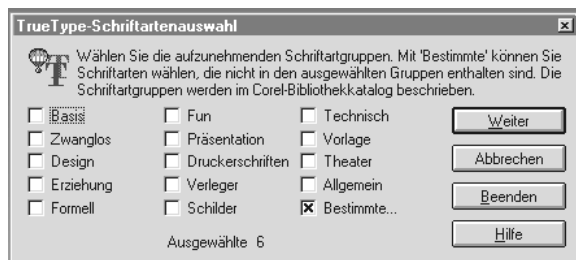 TrueType-Schriftartenauswahl
Wählen Sie die aufzunehmenden Schriftartgruppen. Mit 'Bestimmte' können Sie
Schriftarten wählen, die nicht in den ausgewählten Gruppen enthalten sind. Die
Schriftartgruppen werden im Corel-Bibliothekkatalog beschrieben.
Basis
Zwanglos
Design
Erziehung
Formell
Fun
Präsentation
Druckerschriften
Verleger
Schilder
Technisch
Vorlage
Theater
Allgemein
Bestimmte...
Ausgewählte 6
Weiter
Abbrechen
Beenden
Hilfe